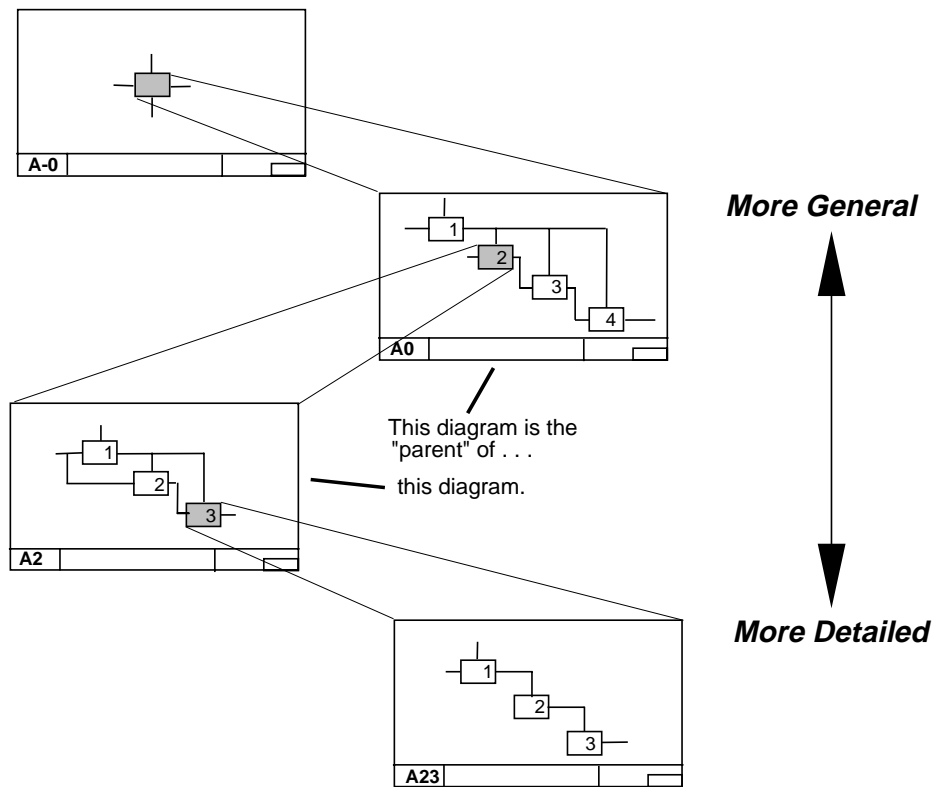 A-0
More General
1
2
3
4
A0
This diagram is the
"parent" of . . .
this diagram.
1
2
3
A2
More Detailed
1
2
3
A23